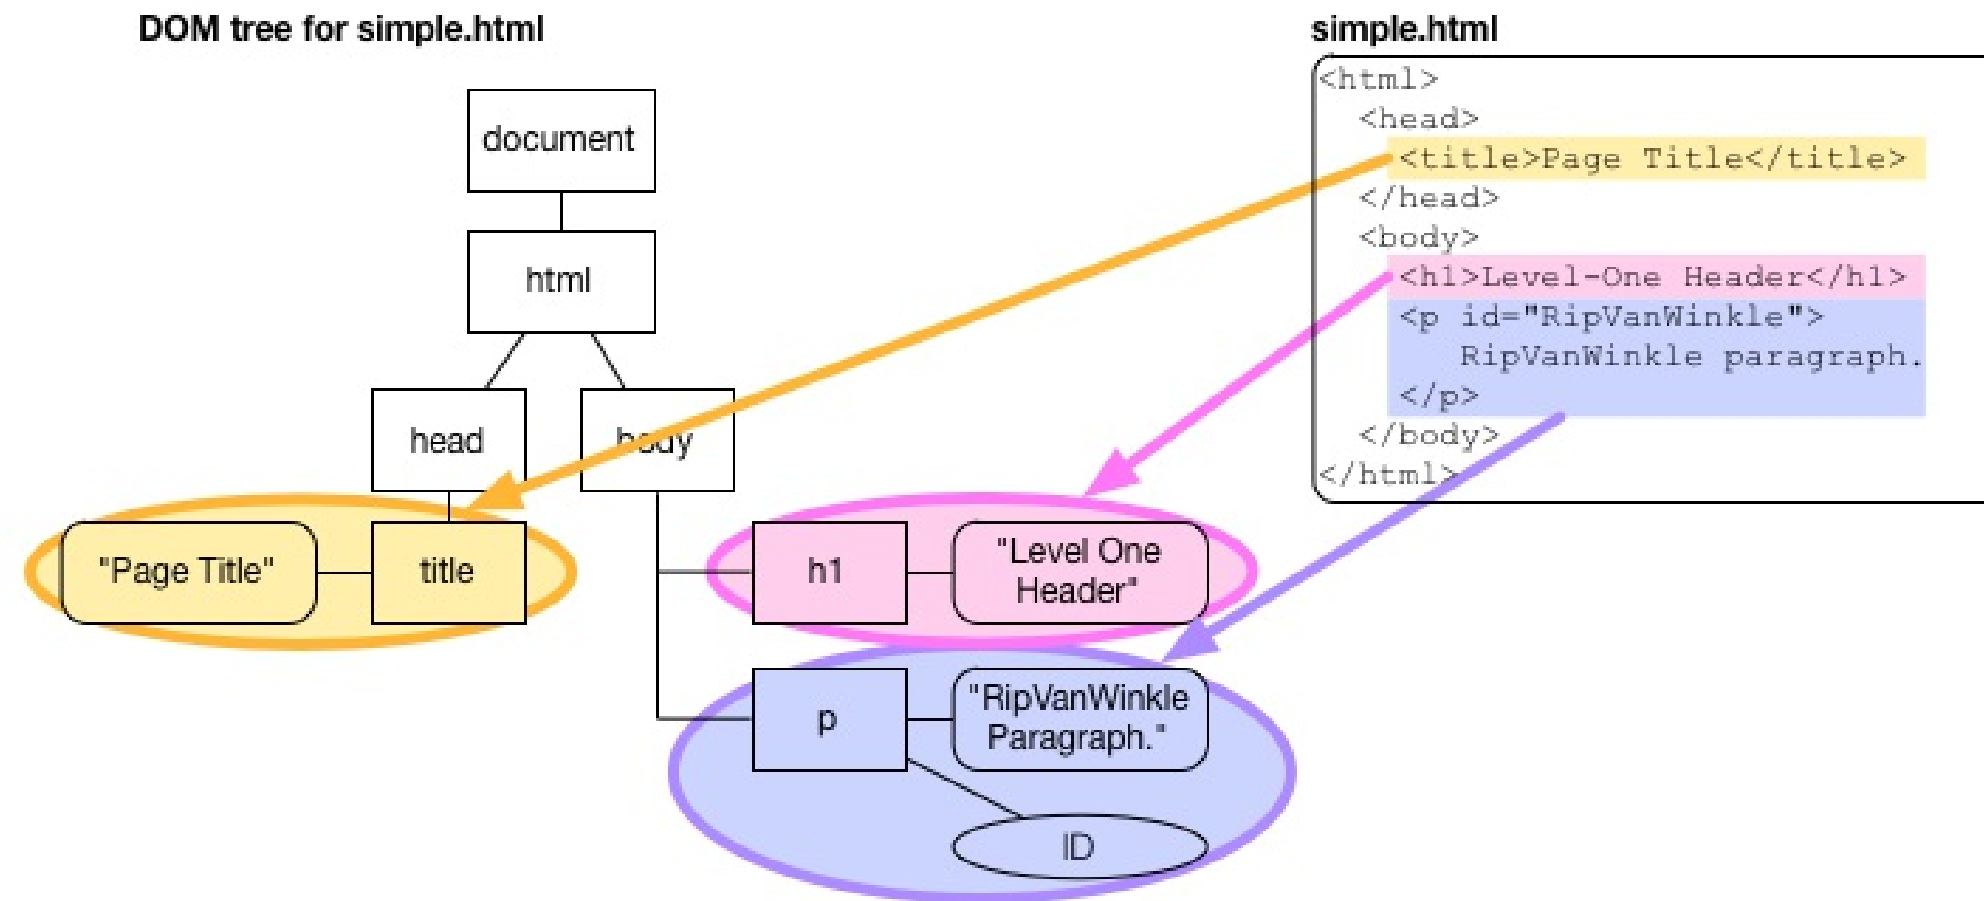 DOM tree for simple.html
document
html
head
body
"Page Title"
title
h1
"Level One
Header"
p
"RipVanWinkle
Paragraph."
ID
simple.html
<html>
<head>
<title>Page Title</title>
</head>
<body>
<h1>Level-One Header</h1>
<p id="RipVanWinkle">
RipVanWinkle paragraph.
</p>
</body>
</html>